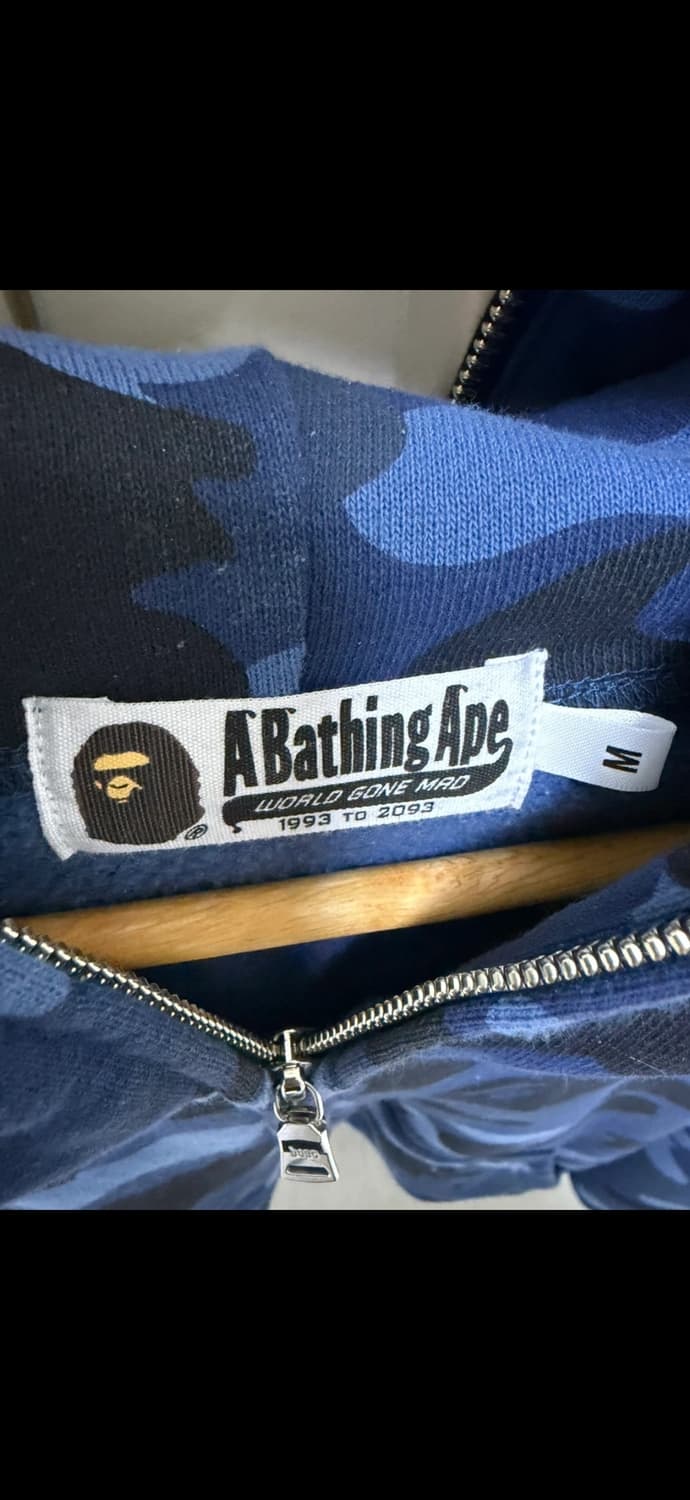 A Bathing Ape
WORLD GONE MAD
1993 TO 2093
®
M